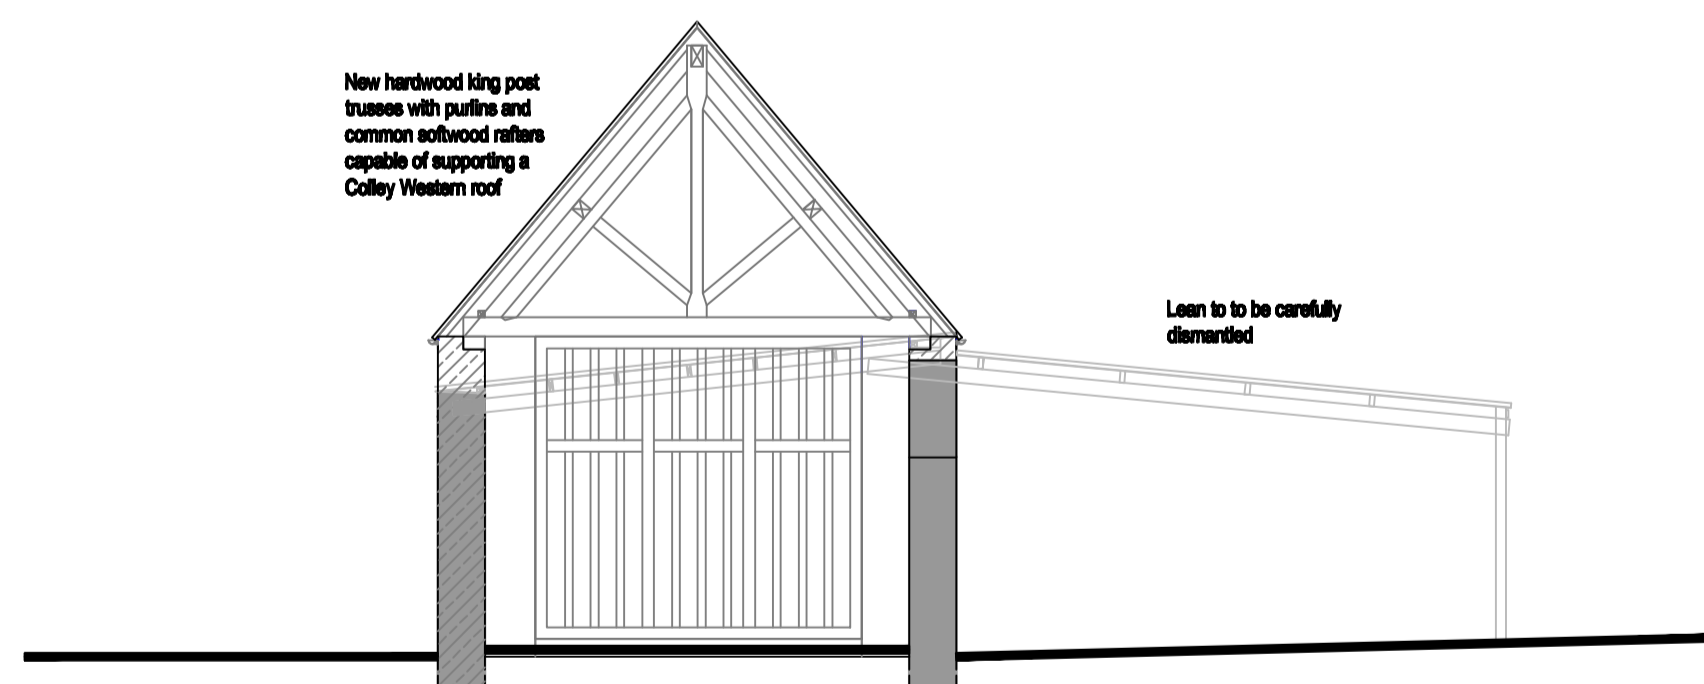 New hardwood king post
trusses with purlins and
common softwood rafters
capable of supporting a
Colley Western roof
Lean to to be carefully
dismantled